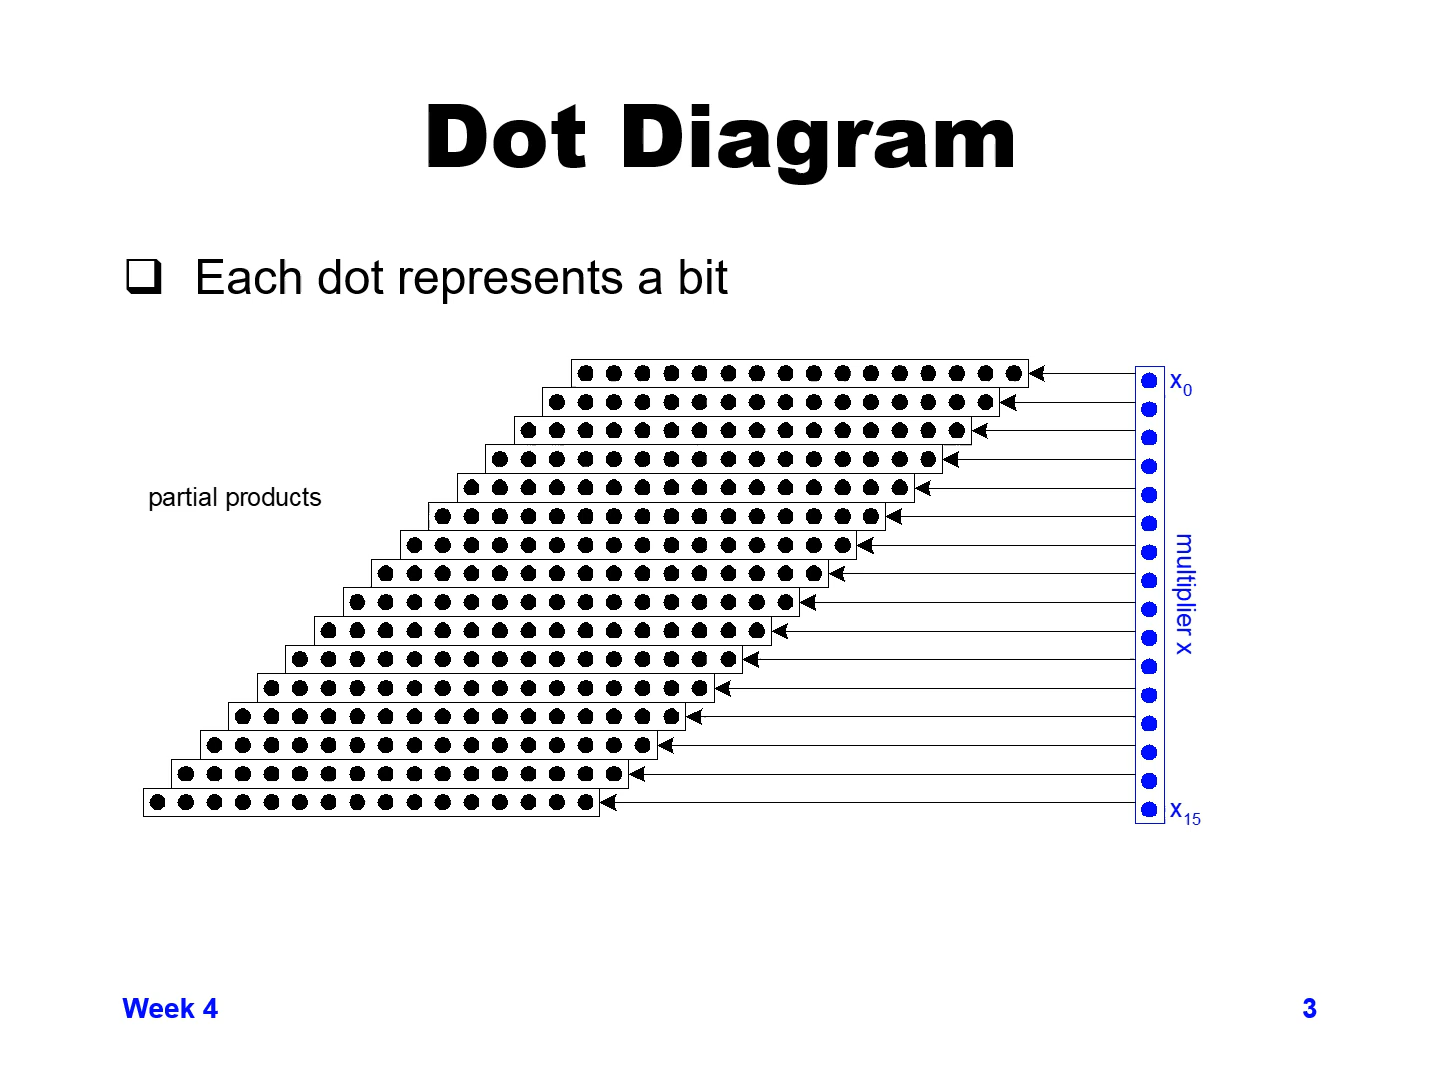 Dot Diagram
❑ Each dot represents a bit
x0
partial products
multiplier x
x15
Week 4
3